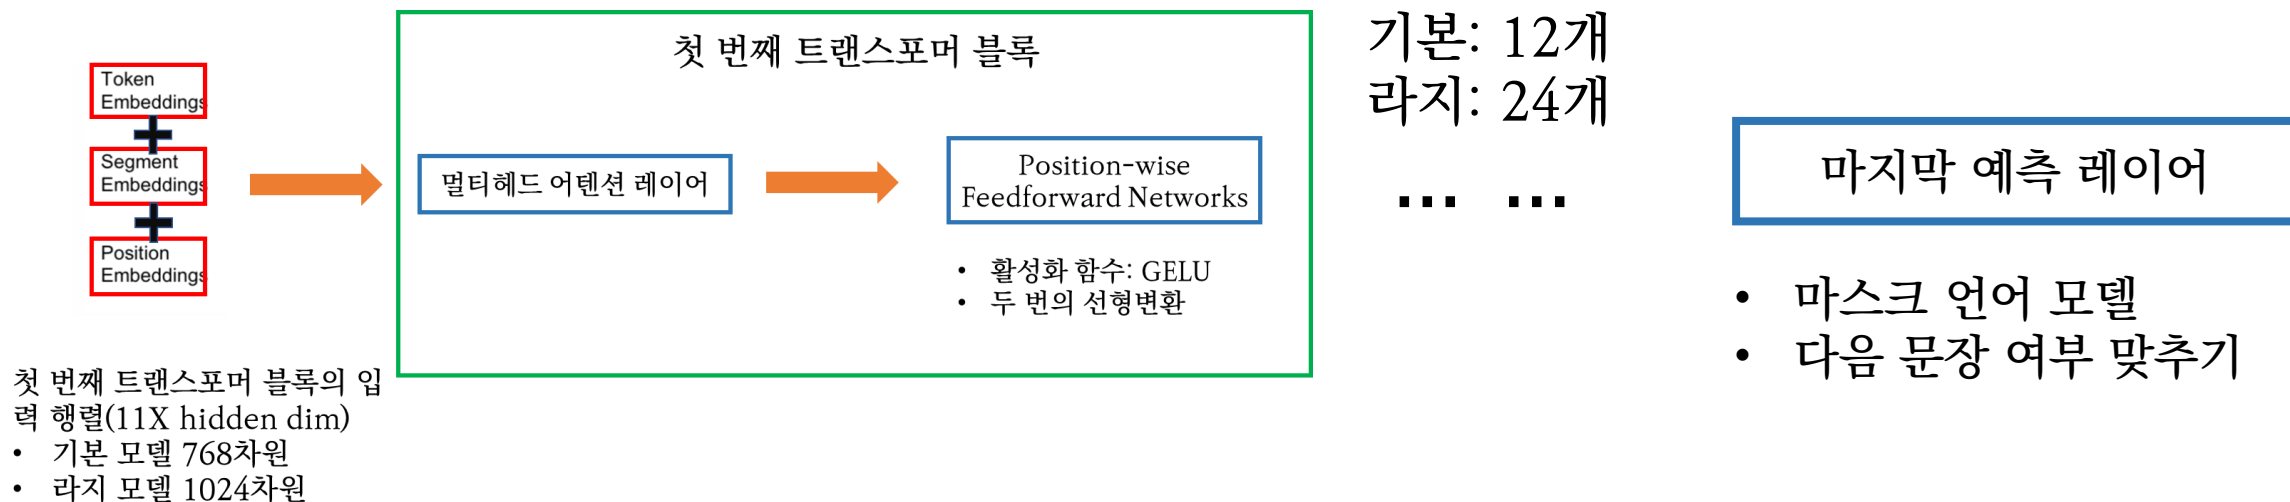 Token
Embeddings
Segment
Embeddings
Position
Embeddings
첫 번째 트랜스포머 블록의 입
력 행렬(11X hidden dim)
• 기본 모델 768차원
• 라지 모델 1024차원
첫 번째 트랜스포머 블록
멀티헤드 어텐션 레이어
Position-wise
Feedforward Networks
• 활성화 함수: GELU
• 두 번의 선형변환
기본: 12개
라지: 24개
... ...
마지막 예측 레이어
• 마스크 언어 모델
• 다음 문장 여부 맞추기